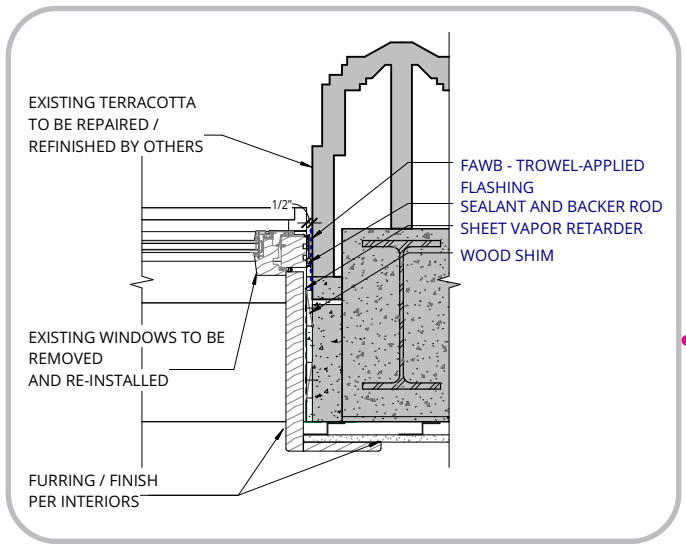 EXISTING TERRACOTTA
TO BE REPAIRED /
REFINISHED BY OTHERS
1/2"
FAWB - TROWEL-APPLIED
FLASHING
SEALANT AND BACKER ROD
SHEET VAPOR RETARDER
WOOD SHIM
EXISTING WINDOWS TO BE
REMOVED
AND RE-INSTALLED
FURRING / FINISH
PER INTERIORS